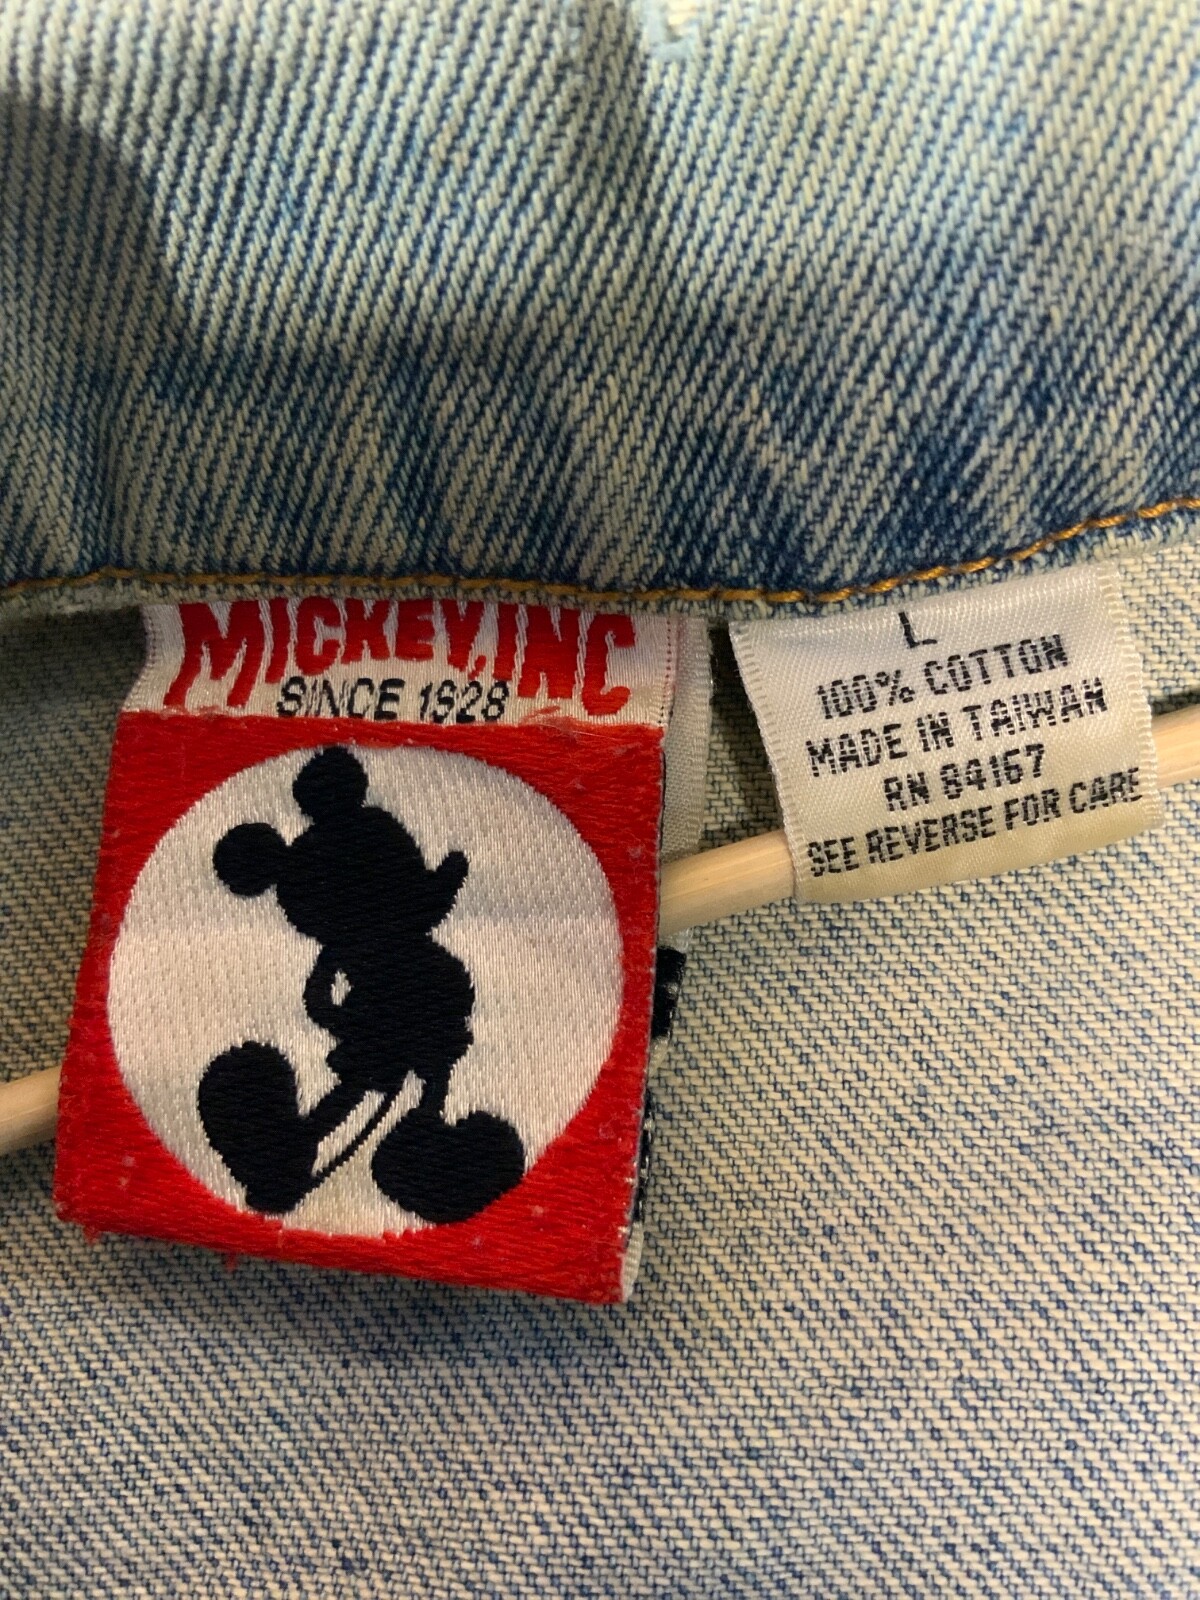 MICKEY, INC
SINCE 1928
L
100% COTTON
MADE IN TAIWAN
RN 84167
SEE REVERSE FOR CARE